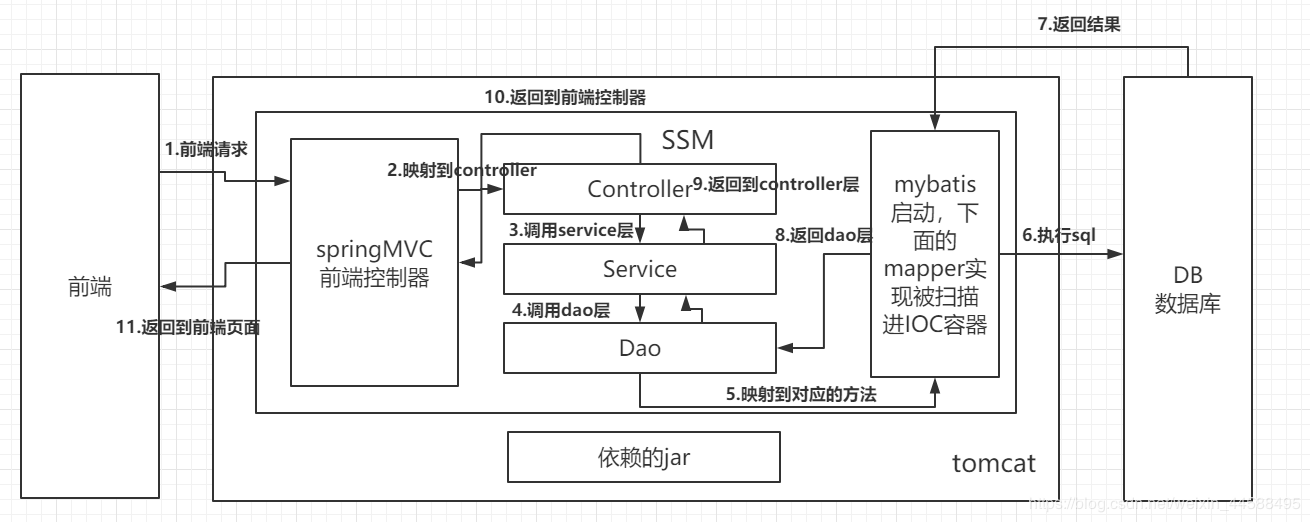 7.返回结果
10.返回到前端控制器
SSM
1.前端请求
2.映射到controller
Controller
9.返回到controller层
mybatis
启动，下
面的
mapper实
现被扫描
进IOC容器
springMVC
前端控制器
3.调用service层
8.返回dao层
6.执行sql
Service
前端
DB
数据库
4.调用dao层
11.返回到前端页面
Dao
5.映射到对应的方法
依赖的jar
tomcat
https://blog.csdn.net/weixin_44588495